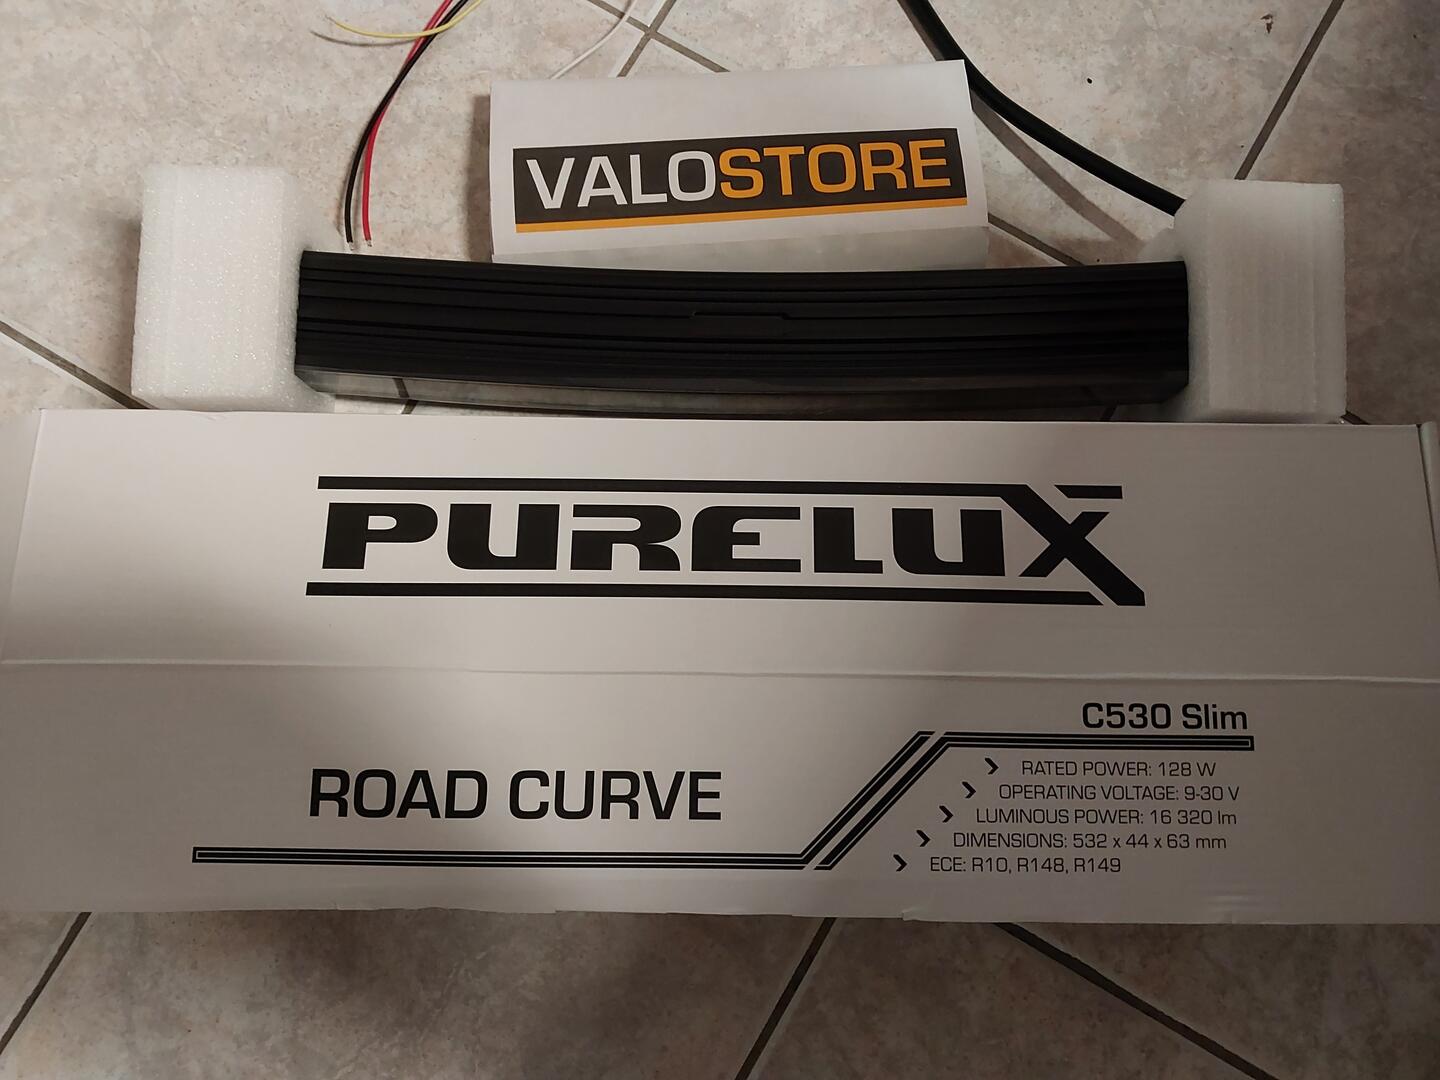 VALOSTORE
PURELUX
C530 Slim
ROAD CURVE
RATED POWER: 128 W
OPERATING VOLTAGE: 9-30 V
LUMINOUS POWER: 16 320 lm
DIMENSIONS: 532 x 44 x 63 mm
ECE: R10, R148, R149